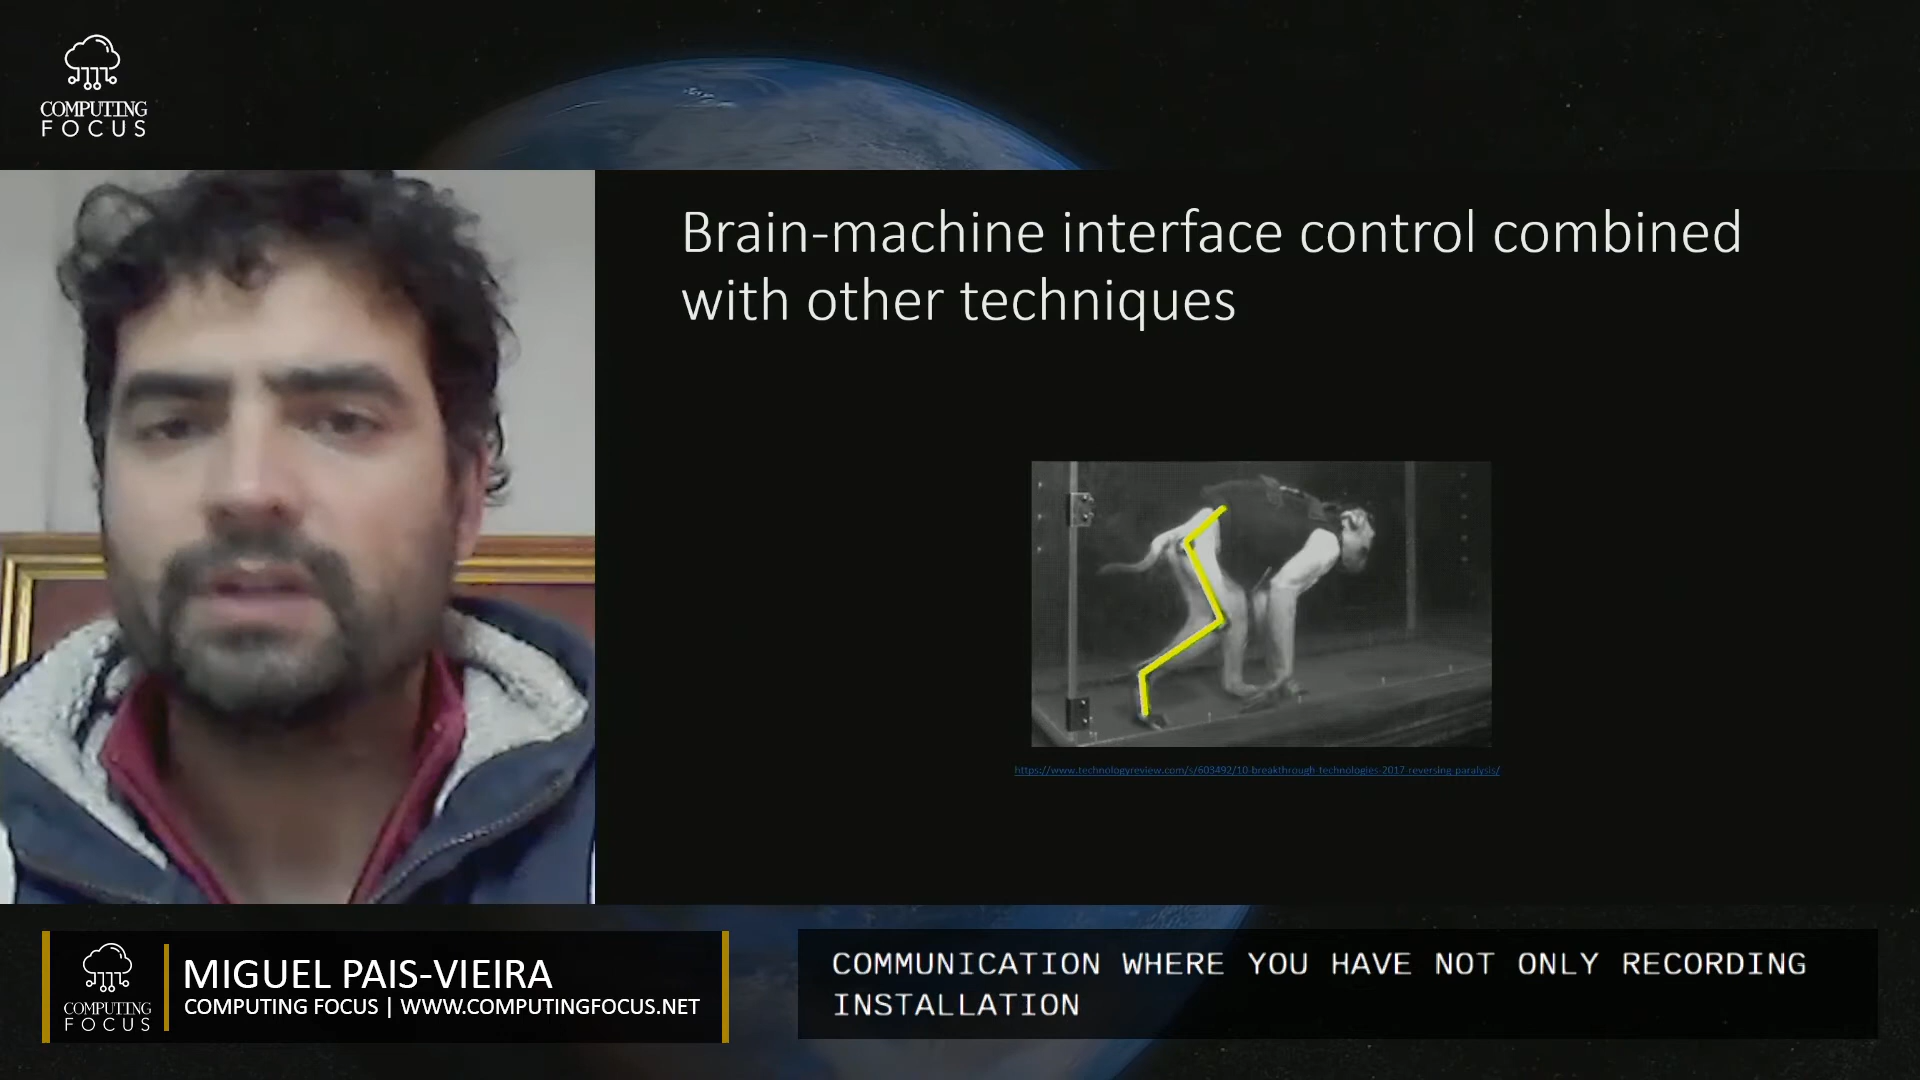 COMPUTING
FOCUS
Brain-machine interface control combined
with other techniques
https://www.technologyreview.com/s/603492/10-breakthrough-technologies-2017-reversing-paralysis/
COMPUTING
FOCUS
MIGUEL PAIS-VIEIRA
COMPUTING FOCUS | WWW.COMPUTINGFOCUS.NET
COMMUNICATION WHERE YOU HAVE NOT ONLY RECORDING
INSTALLATION